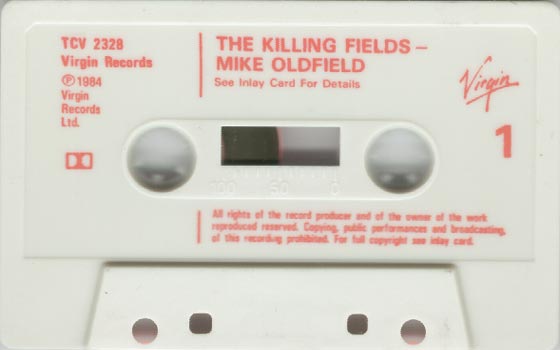 TCV 2328
Virgin Records
℗1984
Virgin
Records
Ltd.
THE KILLING FIELDS –
MIKE OLDFIELD
See Inlay Card For Details
Virgin
1
100 50 0
All rights of the record producer and of the owner of the work
reproduced reserved. Copying, public performances and broadcasting,
of this recording prohibited. For full copyright see inlay card.